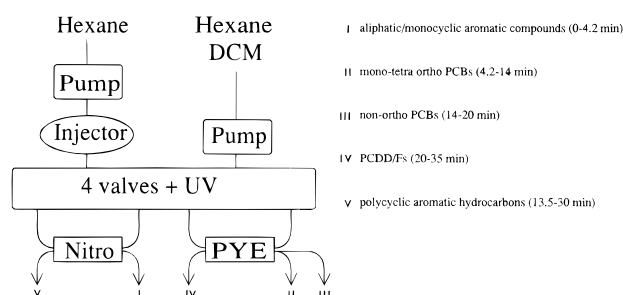 Hexane
Hexane
DCM
Pump
Injector
Pump
4 valves + UV
Nitro
PYE
V
I
IV
II
III
I aliphatic/monocyclic aromatic compounds (0-4.2 min)
II mono-tetra ortho PCBs (4.2-14 min)
III non-ortho PCBs (14-20 min)
IV PCDD/Fs (20-35 min)
V polycyclic aromatic hydrocarbons (13.5-30 min)